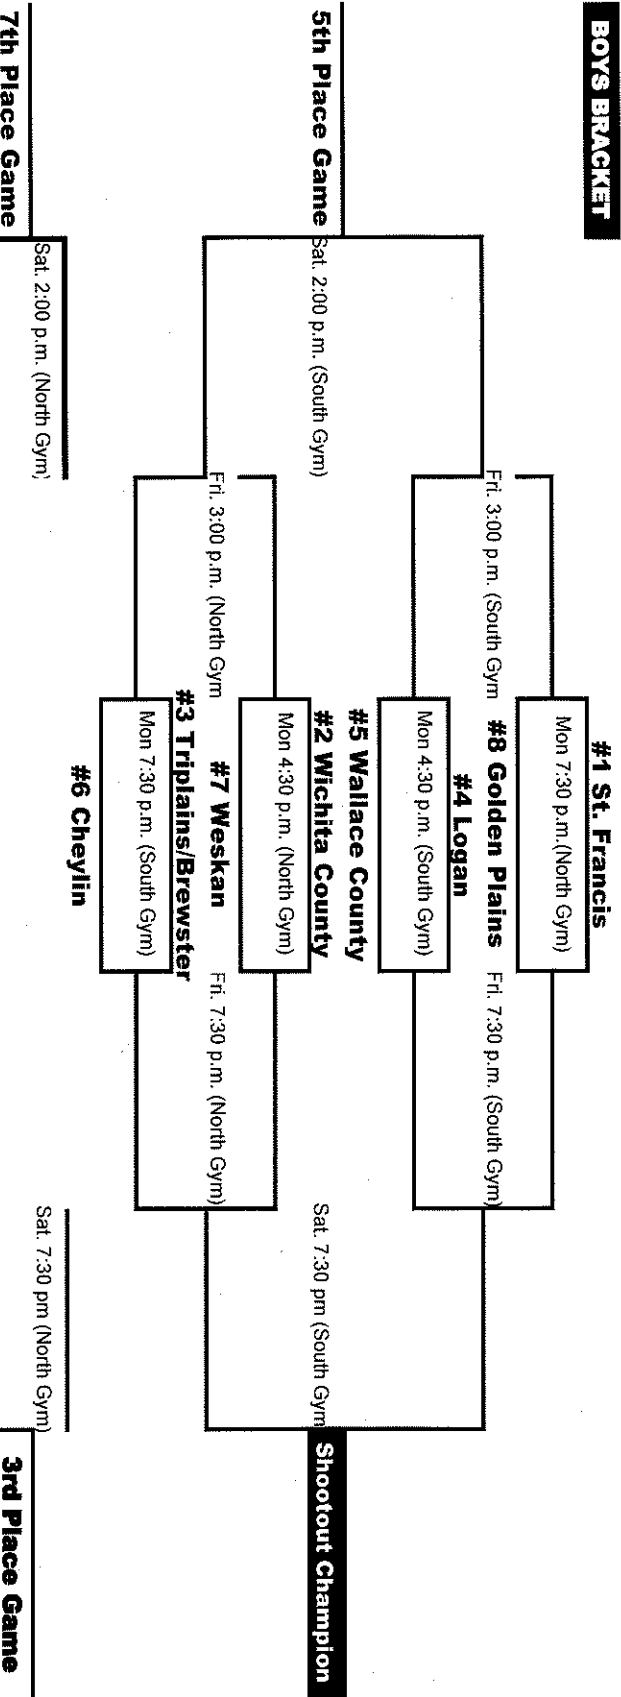 BOYS BRACKET
#1 St. Francis
Mon 7:30 p.m.(North Gym)
#8 Golden Plains
Fri. 3:00 p.m. (South Gym
Fri. 7:30 p.m. (South Gym)
#4 Logan
Mon 4:30 p.m. (South Gym)
#5 Wallace County
5th Place Game
Sat. 2:00 p.m. (South Gym)
Sat. 7:30 pm (South Gym
Shootout Champion
#2 Wichita County
Mon 4:30 p.m. (North Gym)
#7 Weskan
Fri. 3:00 p.m. (North Gym
Fri. 7:30 p.m. (North Gym)
#3 Triplains/Brewster
Mon 7:30 p.m. (South Gym)
#6 Cheylin
Sat. 2:00 p.m. (North Gym)
Sat. 7:30 pm (North Gym)
7th Place Game
3rd Place Game